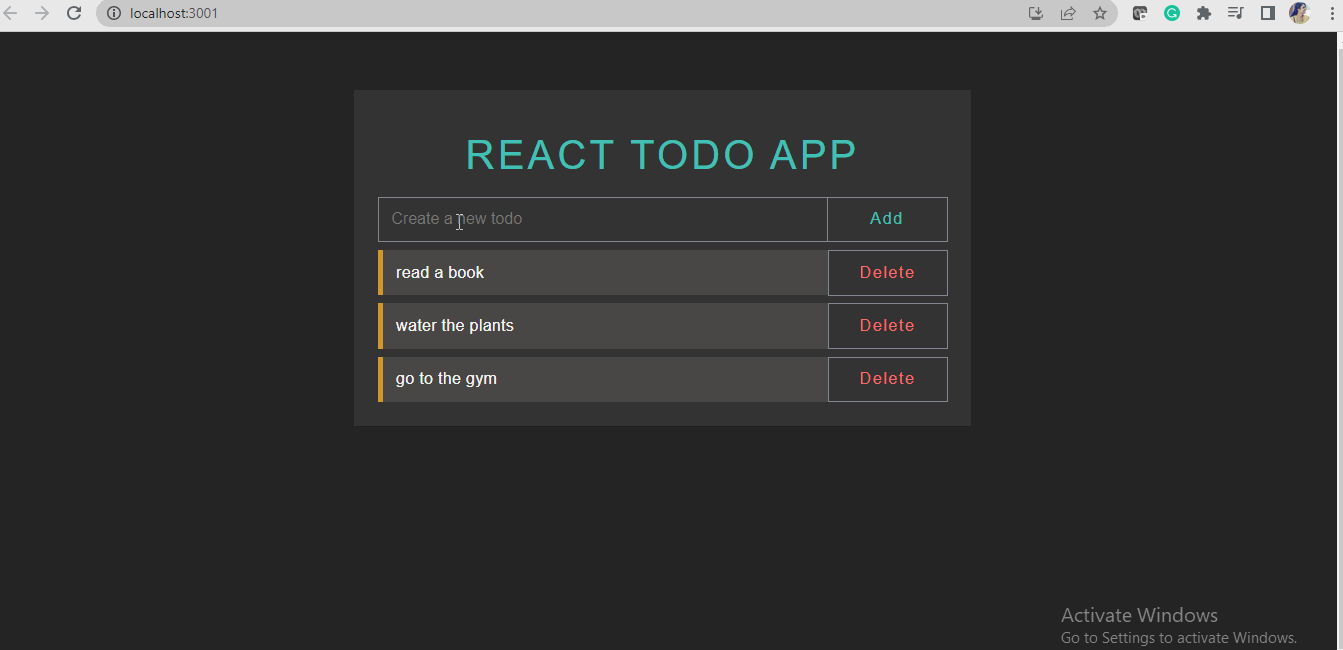 localhost:3001
REACT TODO APP
Create a new todo Add
read a book Delete
water the plants Delete
go to the gym Delete
Activate Windows
Go to Settings to activate Windows.